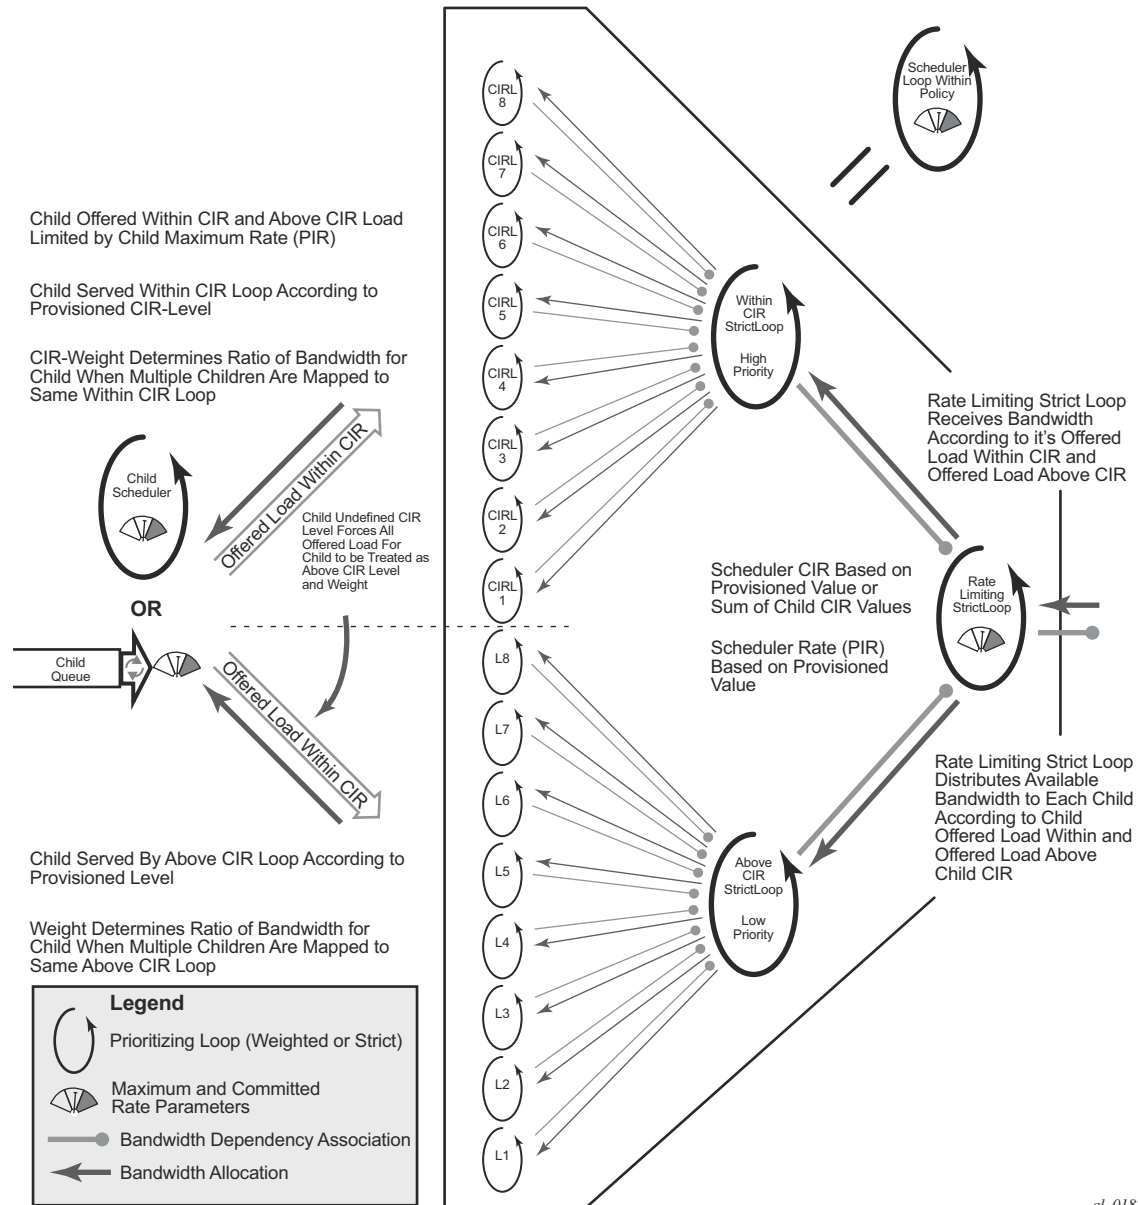 Scheduler
Loop Within
Policy
CIRL
8
CIRL
7
CIRL
6
CIRL
5
CIRL
4
CIRL
3
CIRL
2
CIRL
1
L8
L7
L6
L5
L4
L3
L2
L1
Child Offered Within CIR and Above CIR Load
Limited by Child Maximum Rate (PIR)
Child Served Within CIR Loop According to
Provisioned CIR-Level
CIR-Weight Determines Ratio of Bandwidth for
Child When Multiple Children Are Mapped to
Same Within CIR Loop
Child
Scheduler
Offered Load Within CIR
Child Undefined CIR
Level Forces All
Offered Load For
Child to be Treated as
Above CIR Level
and Weight
OR
Child
Queue
Offered Load Within CIR
Within
CIR
StrictLoop
High
Priority
Rate Limiting Strict Loop
Receives Bandwidth
According to it's Offered
Load Within CIR and
Offered Load Above CIR
Scheduler CIR Based on
Provisioned Value or
Sum of Child CIR Values
Scheduler Rate (PIR)
Based on Provisioned
Value
Rate
Limiting
StrictLoop
Above
CIR
StrictLoop
Low
Priority
Rate Limiting Strict Loop
Distributes Available
Bandwidth to Each Child
According to Child
Offered Load Within and
Offered Load Above
Child CIR
Child Served By Above CIR Loop According to
Provisioned Level
Weight Determines Ratio of Bandwidth for
Child When Multiple Children Are Mapped to
Same Above CIR Loop
Legend
Prioritizing Loop (Weighted or Strict)
Maximum and Committed
Rate Parameters
Bandwidth Dependency Association
Bandwidth Allocation